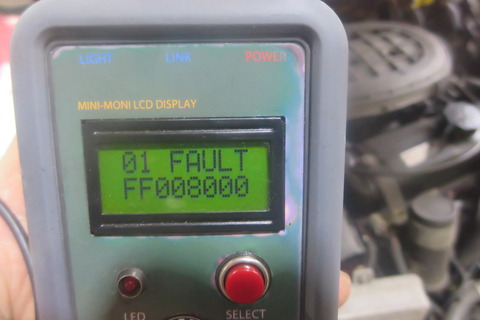 LIGHT LINK POWER
MINI-MONI LCD DISPLAY
01 FAULT
FF008000
LED SELECT